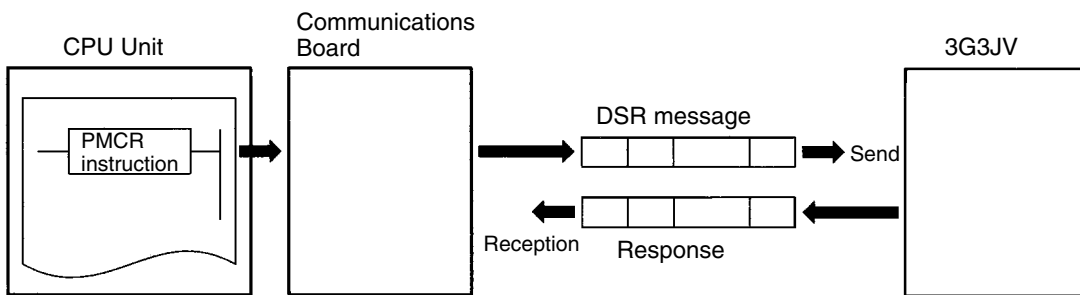 CPU Unit
Communications
Board
3G3JV
PMCR
instruction
DSR message
Send
Reception
Response